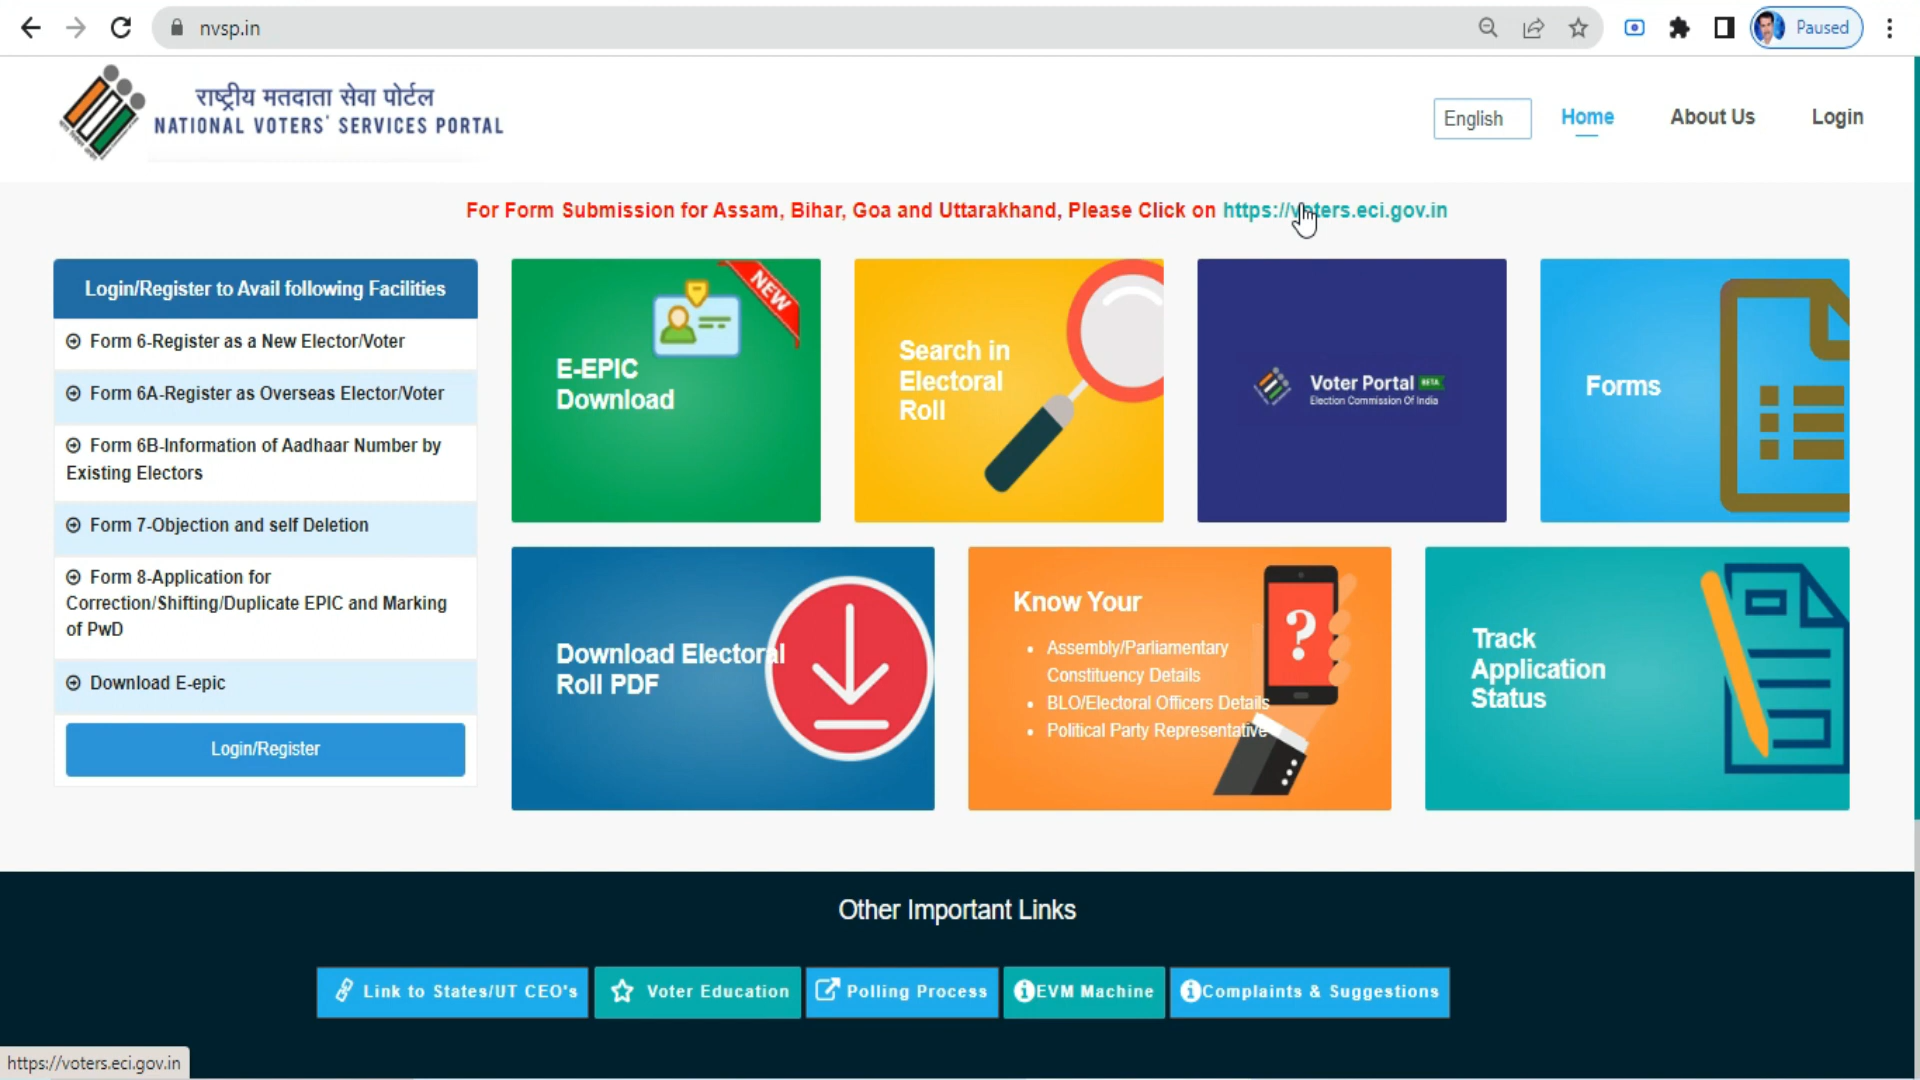 nvsp.in
Paused
राष्ट्रीय मतदाता सेवा पोर्टल
NATIONAL VOTERS' SERVICES PORTAL
English
Home
About Us
Login
For Form Submission for Assam, Bihar, Goa and Uttarakhand, Please Click on https://voters.eci.gov.in
Login/Register to Avail following Facilities
Form 6-Register as a New Elector/Voter
Form 6A-Register as Overseas Elector/Voter
Form 6B-Information of Aadhaar Number by
Existing Electors
Form 7-Objection and self Deletion
Form 8-Application for
Correction/Shifting/Duplicate EPIC and Marking
of PwD
Download E-epic
Login/Register
NEW
E-EPIC
Download
Search in
Electoral
Roll
Voter Portal BETA
Election Commission Of India
Forms
Download Electoral
Roll PDF
Know Your
Assembly/Parliamentary
Constituency Details
BLO/Electoral Officers Details
Political Party Representative
?
Track
Application
Status
Other Important Links
Link to States/UT CEO's
Voter Education
Polling Process
EVM Machine
Complaints & Suggestions
https://voters.eci.gov.in